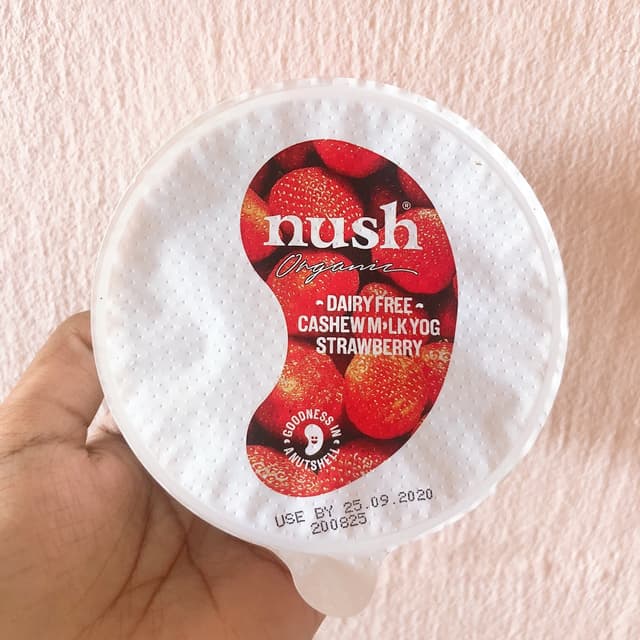 nush®
Organic
- DAIRY FREE -
CASHEW M•LK YOG
STRAWBERRY
GOODNESS IN
A NUTSHELL
USE BY 25.09.2020
200825